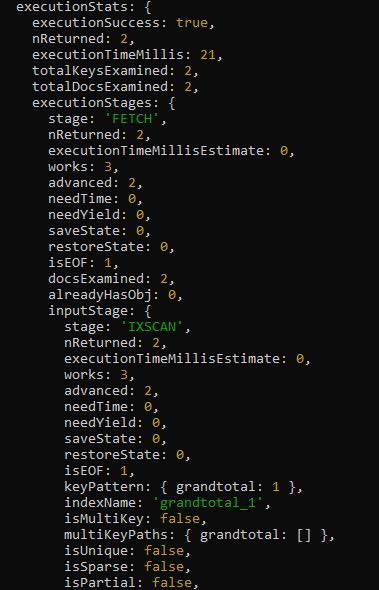 executionStats: {
executionSuccess: true,
nReturned: 2,
executionTimeMillis: 21,
totalKeysExamined: 2,
totalDocsExamined: 2,
executionStages: {
stage: 'FETCH',
nReturned: 2,
executionTimeMillisEstimate: 0,
works: 3,
advanced: 2,
needTime: 0,
needYield: 0,
saveState: 0,
restoreState: 0,
isEOF: 1,
docsExamined: 2,
alreadyHasObj: 0,
inputStage: {
stage: 'IXSCAN',
nReturned: 2,
executionTimeMillisEstimate: 0,
works: 3,
advanced: 2,
needTime: 0,
needYield: 0,
saveState: 0,
restoreState: 0,
isEOF: 1,
keyPattern: { grandtotal: 1 },
indexName: 'grandtotal_1',
isMultiKey: false,
multiKeyPaths: { grandtotal: [] },
isUnique: false,
isSparse: false,
isPartial: false,